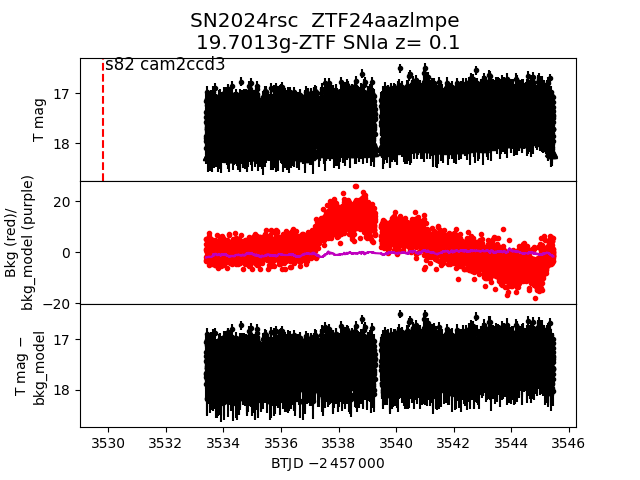 SN2024rsc  ZTF24aazlmpe
19.7013g-ZTF SNIa z= 0.1
s82 cam2ccd3
17
18
T mag
20
0
−20
Bkg (red)/
bkg_model (purple)
17
18
T mag −
bkg_model
3530 3532 3534 3536 3538 3540 3542 3544 3546
BTJD −2 457 000